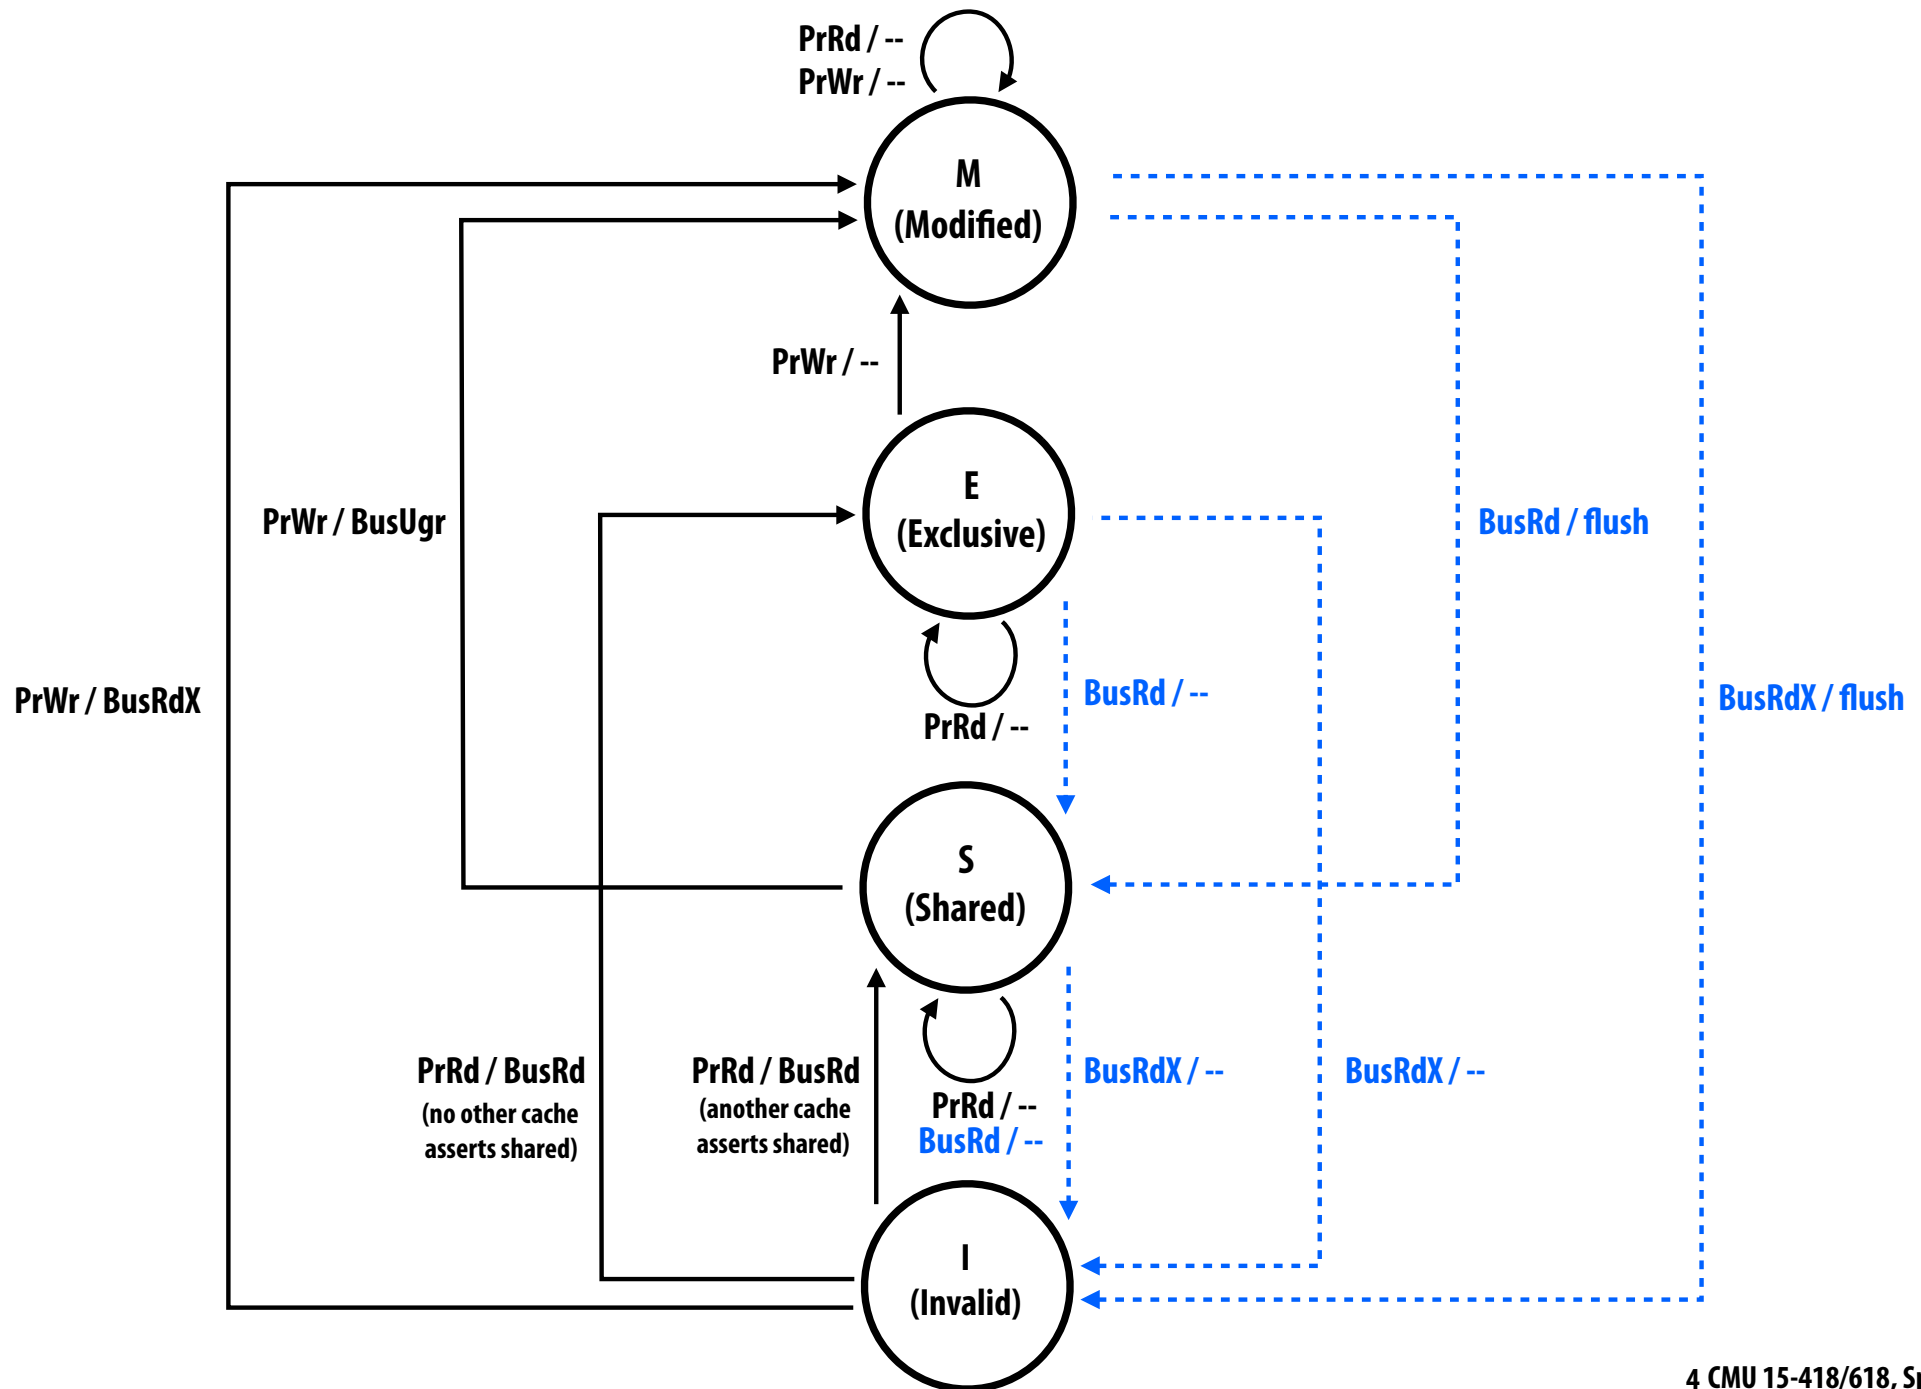 PrRd / --
PrWr / --
M
(Modified)
PrWr / --
E
(Exclusive)
PrWr / BusUgr
BusRd / flush
PrWr / BusRdX
BusRd / --
BusRdX / flush
PrRd / --
S
(Shared)
PrRd / BusRd
(no other cache
asserts shared)
PrRd / BusRd
(another cache
asserts shared)
BusRdX / --
BusRdX / --
PrRd / --
BusRd / --
I
(Invalid)
4 CMU 15-418/618,